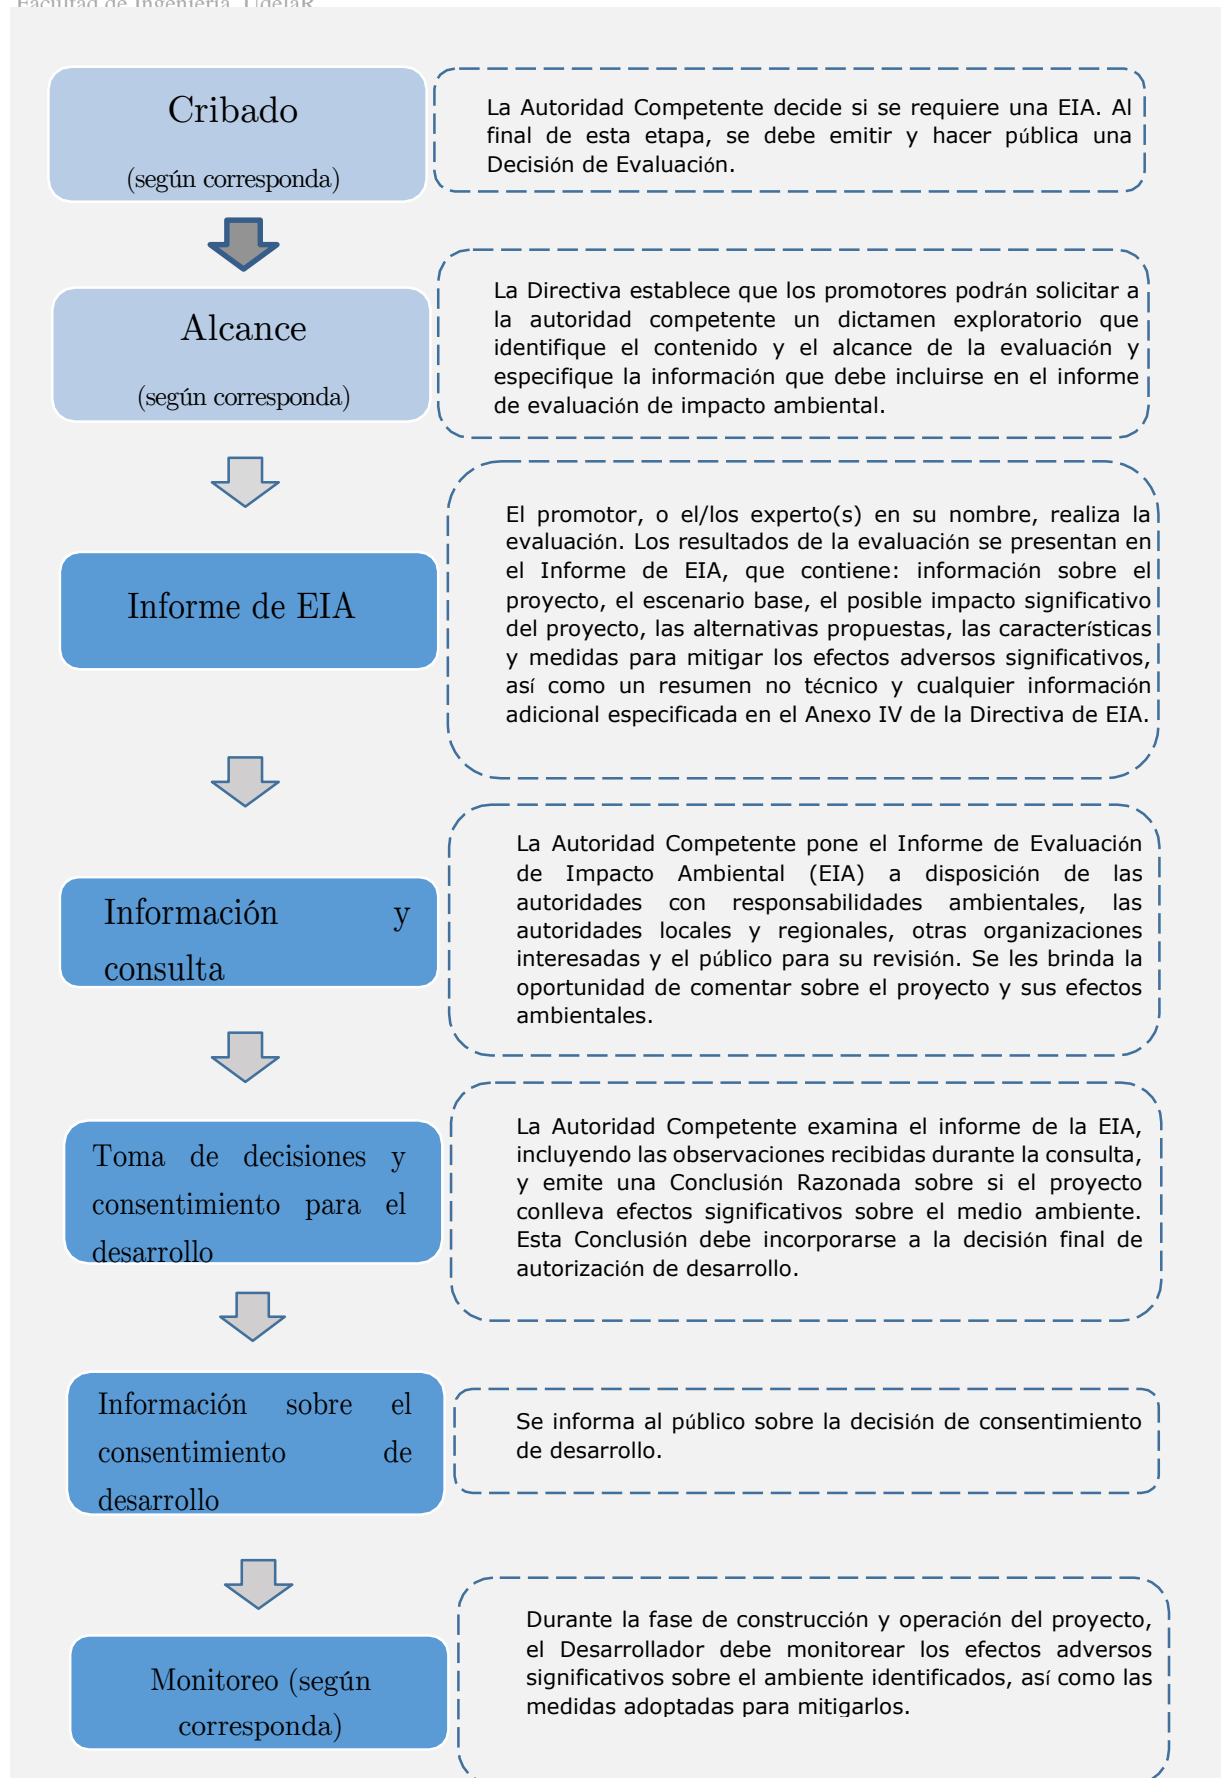 Facultad de Ingeniería, UdelaR
Cribado
(según corresponda)
La Autoridad Competente decide si se requiere una EIA. Al
final de esta etapa, se debe emitir y hacer pública una
Decisión de Evaluación.
Alcance
(según corresponda)
La Directiva establece que los promotores podrán solicitar a
la autoridad competente un dictamen exploratorio que
identifique el contenido y el alcance de la evaluación y
especifique la información que debe incluirse en el informe
de evaluación de impacto ambiental.
Informe de EIA
El promotor, o el/los experto(s) en su nombre, realiza la
evaluación. Los resultados de la evaluación se presentan en
el Informe de EIA, que contiene: información sobre el
proyecto, el escenario base, el posible impacto significativo
del proyecto, las alternativas propuestas, las características
y medidas para mitigar los efectos adversos significativos,
así como un resumen no técnico y cualquier información
adicional especificada en el Anexo IV de la Directiva de EIA.
Información y
consulta
La Autoridad Competente pone el Informe de Evaluación
de Impacto Ambiental (EIA) a disposición de las
autoridades con responsabilidades ambientales, las
autoridades locales y regionales, otras organizaciones
interesadas y el público para su revisión. Se les brinda la
oportunidad de comentar sobre el proyecto y sus efectos
ambientales.
Toma de decisiones y
consentimiento para el
desarrollo
La Autoridad Competente examina el informe de la EIA,
incluyendo las observaciones recibidas durante la consulta,
y emite una Conclusión Razonada sobre si el proyecto
conlleva efectos significativos sobre el medio ambiente.
Esta Conclusión debe incorporarse a la decisión final de
autorización de desarrollo.
Información sobre el
consentimiento de
desarrollo
Se informa al público sobre la decisión de consentimiento
de desarrollo.
Monitoreo (según
corresponda)
Durante la fase de construcción y operación del proyecto,
el Desarrollador debe monitorear los efectos adversos
significativos sobre el ambiente identificados, así como las
medidas adoptadas para mitigarlos.